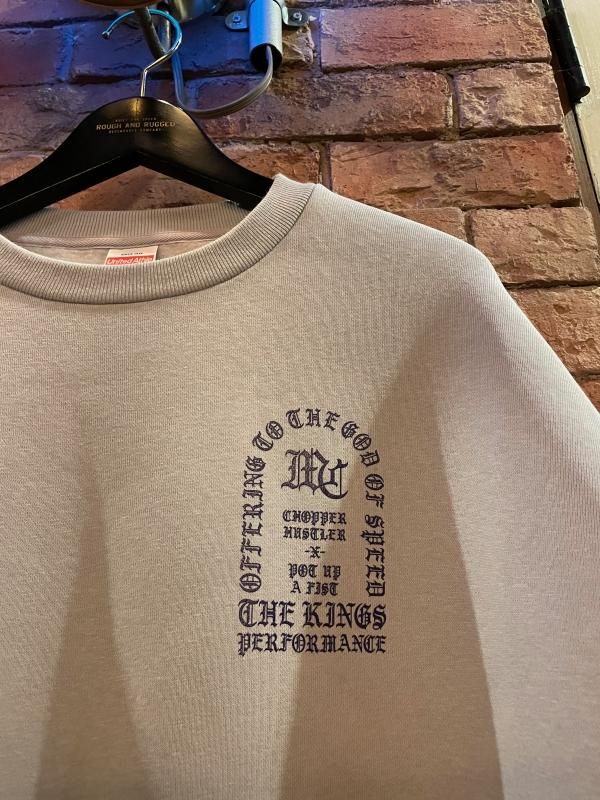 ROUGH AND RUGGED
United Athle
OFFERING TO THE GOD OF SPEED
MC
CHOPPER
HUSTLER
-X-
POT UP
A FIST
THE KINGS
PERFORMANCE